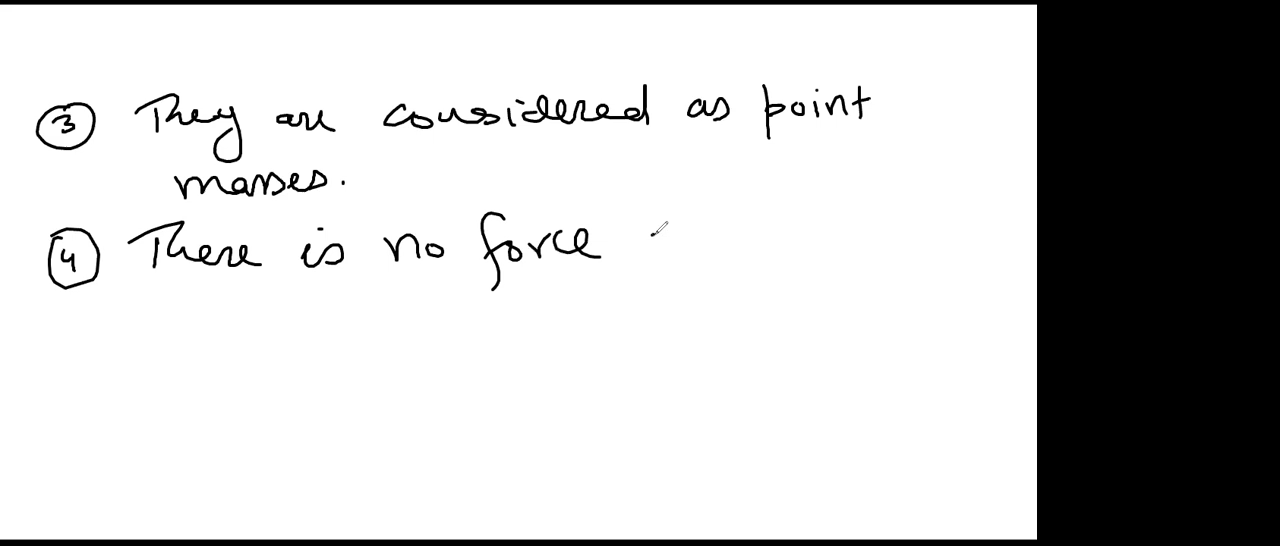 ③ They are considered as point
masses.
④ There is no force